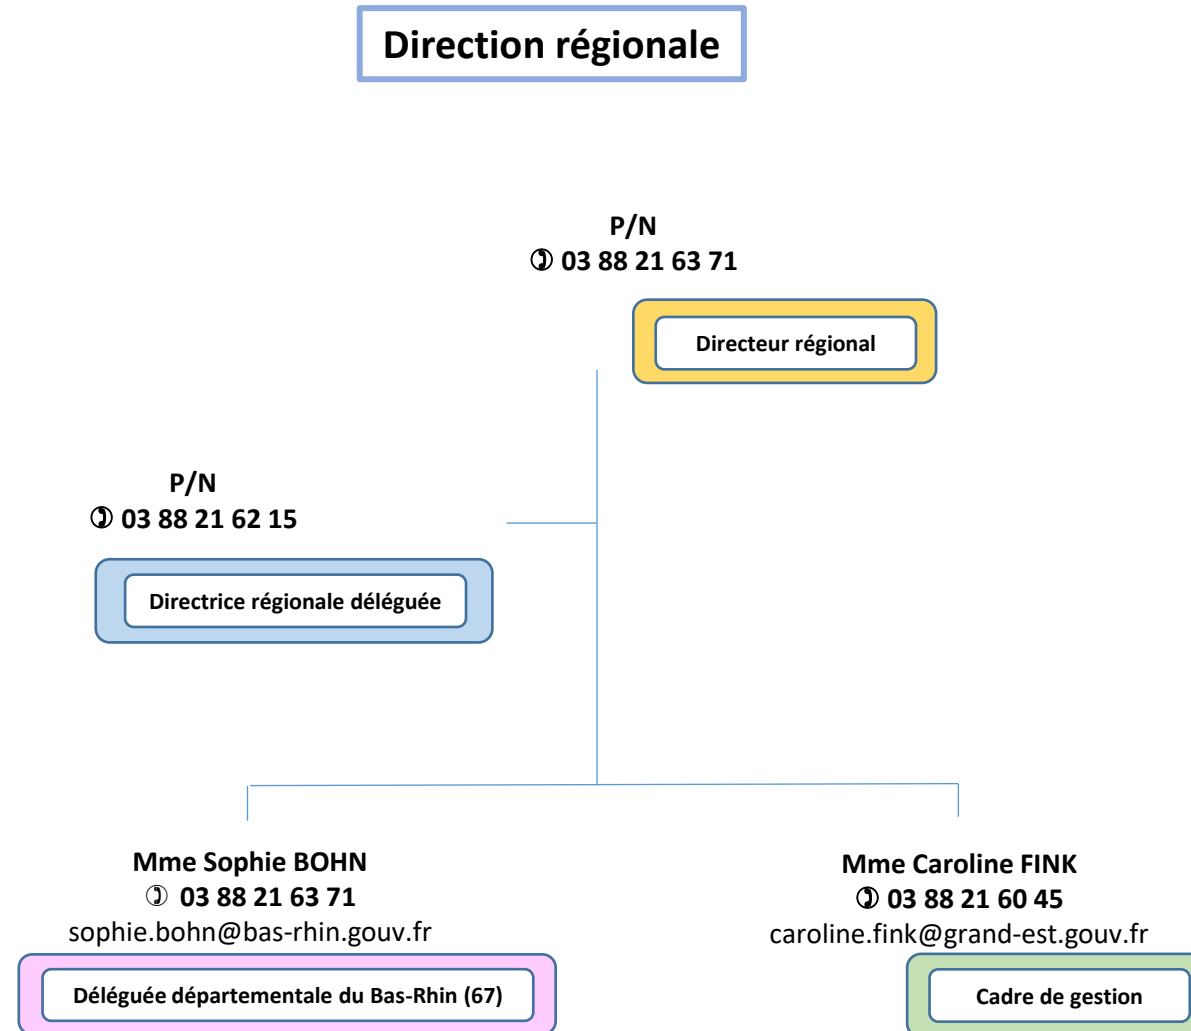 Direction régionale
P/N
✆ 03 88 21 63 71
Directeur régional
P/N
✆ 03 88 21 62 15
Directrice régionale déléguée
Mme Sophie BOHN
✆ 03 88 21 63 71
sophie.bohn@bas-rhin.gouv.fr
Déléguée départementale du Bas-Rhin (67)
Mme Caroline FINK
✆ 03 88 21 60 45
caroline.fink@grand-est.gouv.fr
Cadre de gestion